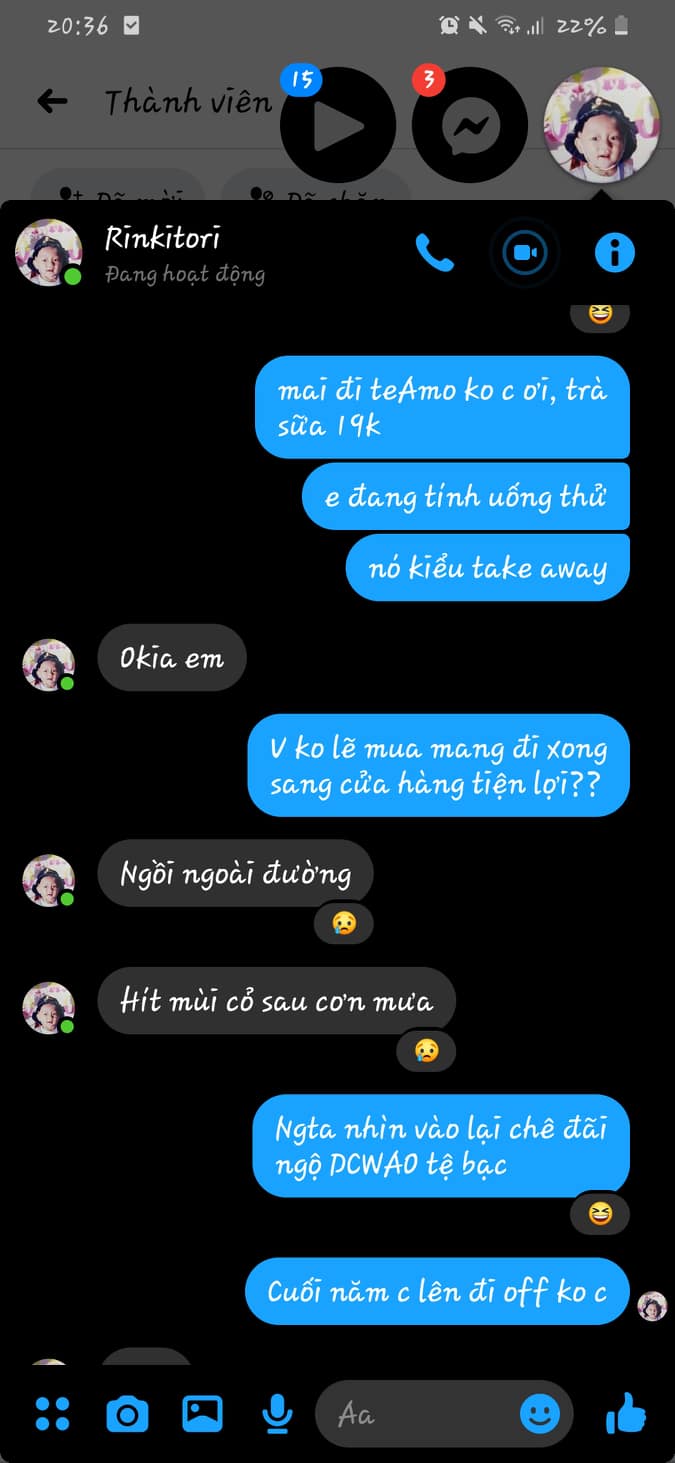 20:36
22%
Thành viên
15
3
Rinkitori
Đang hoạt động
mai đi teAmo ko c ơi, trà
sữa 19k
e đang tính uống thử
nó kiểu take away
Okia em
V ko lẽ mua mang đi xong
sang cửa hàng tiện lợi??
Ngồi ngoài đường
Hít mùi cỏ sau cơn mưa
Ngta nhìn vào lại chê đãi
ngộ DCWAO tệ bạc
Cuối năm c lên đi off ko c
Aa